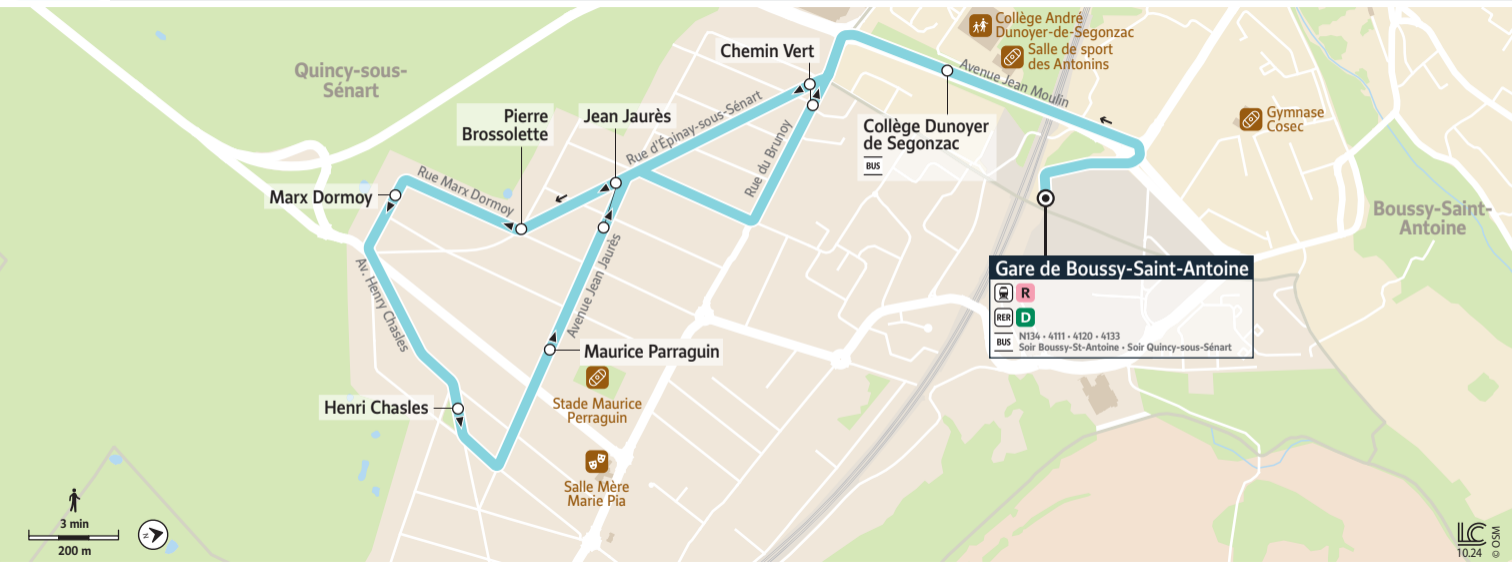 Collège André
Dunoyer-de-Segonzac
Salle de sport
des Antonins
Chemin Vert
Quincy-sous-
Sénart
Avenue Jean Moulin
Gymnase
Cosec
Pierre
Brossolette
Jean Jaurès
Rue d'Épinay-sous-Sénart
Rue du Brunoy
Collège Dunoyer
de Segonzac
BUS
Marx Dormoy
Rue Marx Dormoy
Boussy-Saint-
Antoine
Av. Henry Chasles
Avenue Jean Jaurès
Gare de Boussy-Saint-Antoine
R
RER D
BUS N134 • 4111 • 4120 • 4133
Soir Boussy-St-Antoine • Soir Quincy-sous-Sénart
Maurice Parraguin
Henri Chasles
Stade Maurice
Perraguin
Salle Mère
Marie Pia
3 min
200 m
N
LC
10.24
© OSM